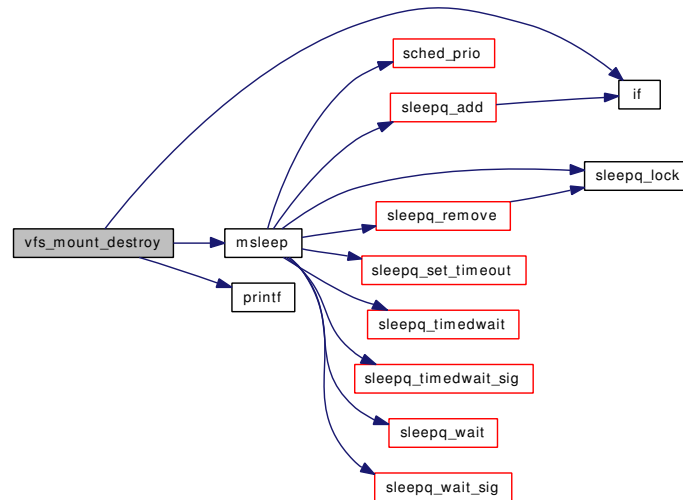 sched_prio
if
sleepq_add
sleepq_lock
sleepq_remove
vfs_mount_destroy
msleep
sleepq_set_timeout
printf
sleepq_timedwait
sleepq_timedwait_sig
sleepq_wait
sleepq_wait_sig